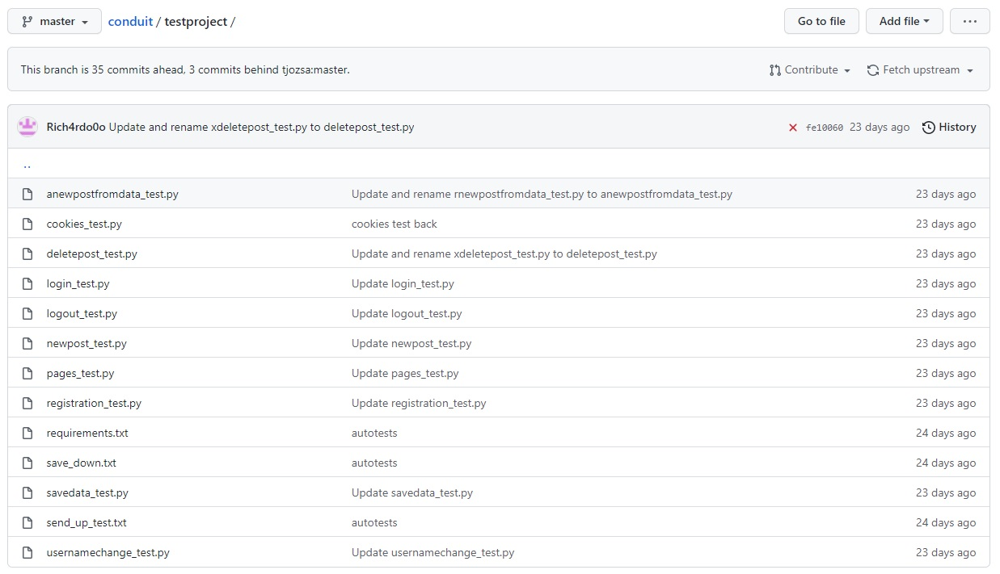 master conduit / testproject / Go to file Add file ...
This branch is 35 commits ahead, 3 commits behind tjozsa:master. Contribute Fetch upstream
Rich4rdo0o Update and rename xdeletepost_test.py to deletepost_test.py fe10060 23 days ago History
..
anewpostfromdata_test.py Update and rename rnewpostfromdata_test.py to anewpostfromdata_test.py 23 days ago
cookies_test.py cookies test back 23 days ago
deletepost_test.py Update and rename xdeletepost_test.py to deletepost_test.py 23 days ago
login_test.py Update login_test.py 23 days ago
logout_test.py Update logout_test.py 23 days ago
newpost_test.py Update newpost_test.py 23 days ago
pages_test.py Update pages_test.py 23 days ago
registration_test.py Update registration_test.py 23 days ago
requirements.txt autotests 24 days ago
save_down.txt autotests 24 days ago
savedata_test.py Update savedata_test.py 23 days ago
send_up_test.txt autotests 24 days ago
usernamechange_test.py Update usernamechange_test.py 23 days ago